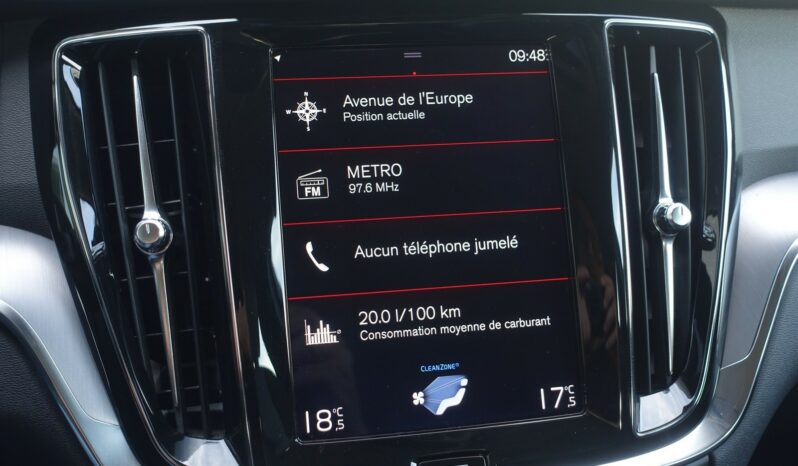 09:48
N
W E
S
Avenue de l'Europe
Position actuelle
FM
METRO
97.6 MHz
Aucun téléphone jumelé
20.0 l/100 km
Consommation moyenne de carburant
CLEANZONE
18,5 °C
17,5 °C